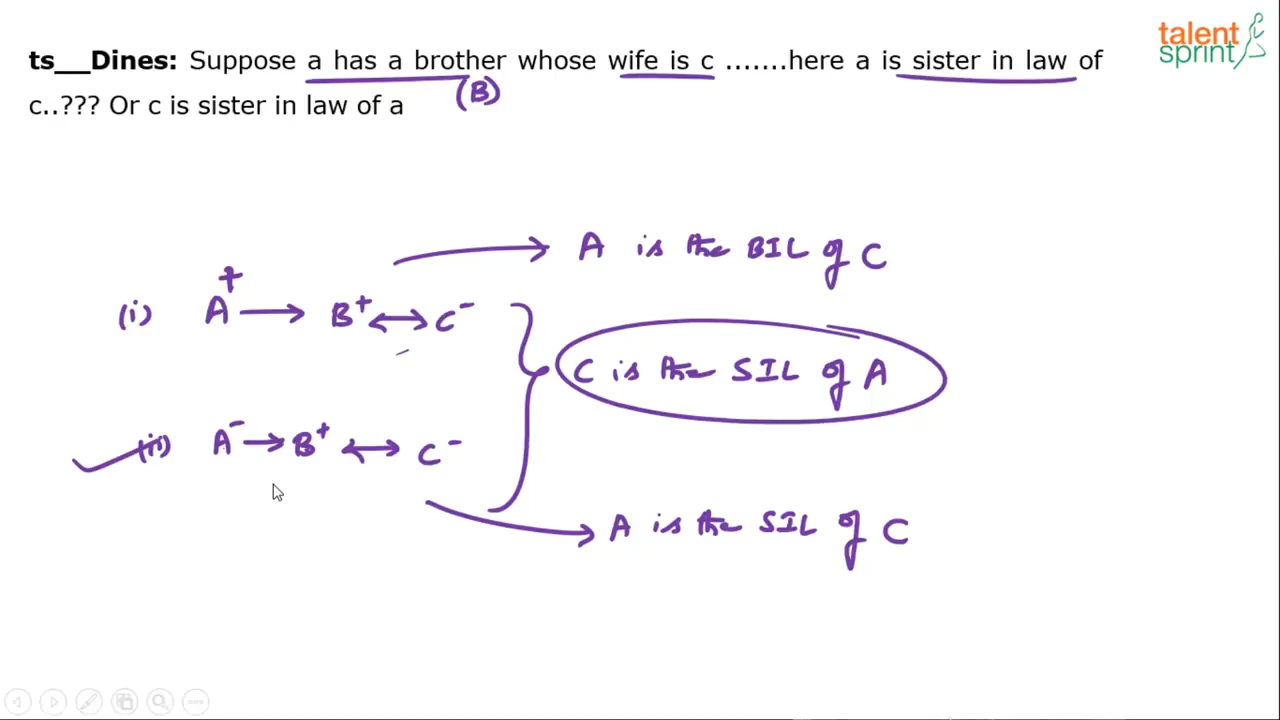 talent
sprint
ts__Dines: Suppose a has a brother whose wife is c .......here a is sister in law of
(B)
c..??? Or c is sister in law of a
A is the BIL of C
(i) A+ → B+ ↔ C-
C is the SIL of A
(ii) A- → B+ ↔ C-
A is the SIL of C